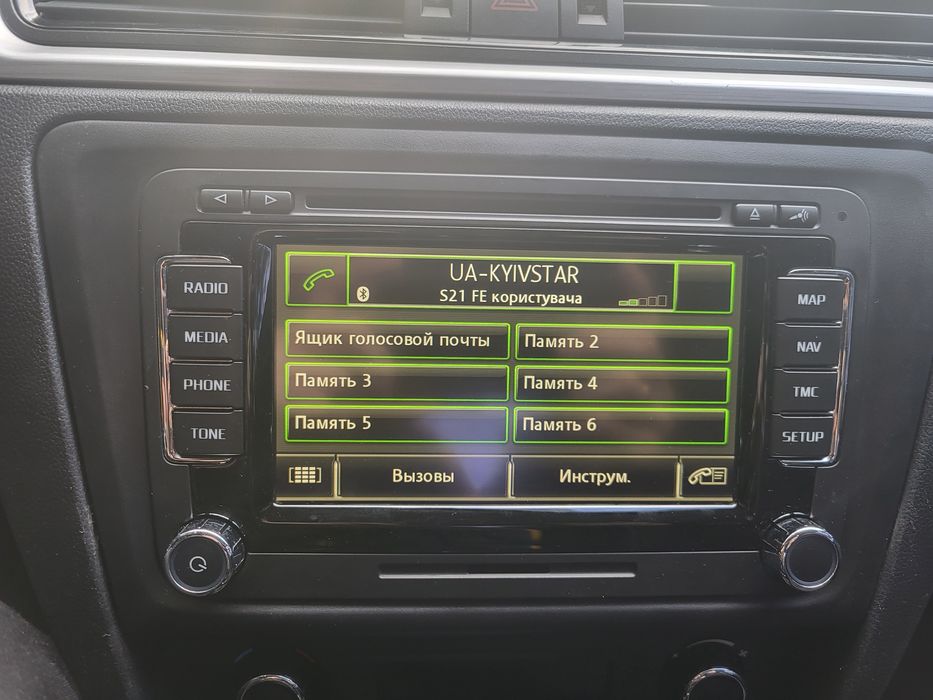 UA-KYIVSTAR
S21 FE користувача
Ящик голосовой почты
Память 2
Память 3
Память 4
Память 5
Память 6
Вызовы
Инструм.
RADIO
MEDIA
PHONE
TONE
MAP
NAV
TMC
SETUP